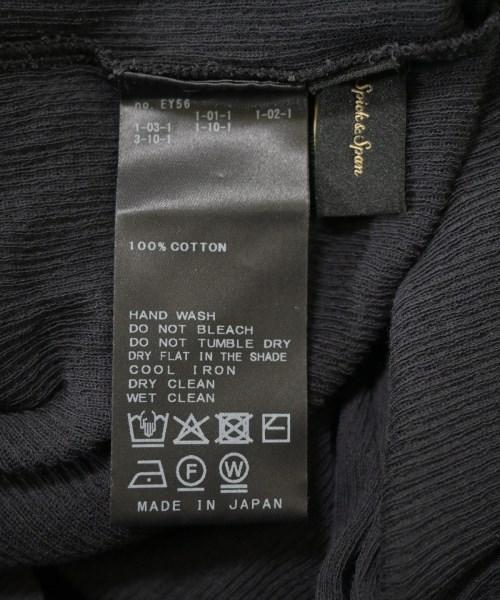 no. EY56
1-01-1 1-02-1
1-03-1 1-10-1
3-10-1
Spick & Span
100% COTTON
HAND WASH
DO NOT BLEACH
DO NOT TUMBLE DRY
DRY FLAT IN THE SHADE
COOL IRON
DRY CLEAN
WET CLEAN
F W
MADE IN JAPAN